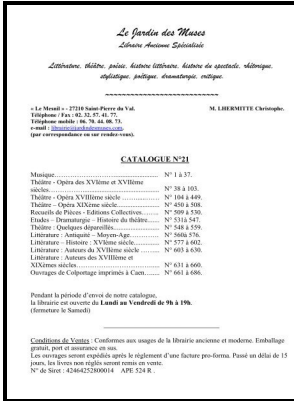 Le Jardin des Muses
Libraire Ancienne Spécialisée
Littérature, théâtre, poésie, histoire littéraire, histoire du spectacle, rhétorique,
stylistique, poétique, dramaturgie, critique.
~~~~~~~~~~~~~~~~~~~~~~~~~~
« Le Mesnil » - 27210 Saint-Pierre du Val. M. LHERMITTE Christophe.
Téléphone / Fax : 02. 32. 57. 41. 77.
Téléphone mobile : 06. 70. 44. 08. 73.
e-mail : librairie@jardindesmuses.com.
(par correspondance ou sur rendez-vous).
CATALOGUE N°21
Musique................................................ N° 1 à 37.
Théâtre - Opéra des XVIème et XVIIème
siècles................................................ N° 38 à 103.
Théâtre - Opéra XVIIIème siècle................ N° 104 à 449.
Théâtre – Opéra XIXème siècle................ N° 450 à 508.
Recueils de Pièces - Editions Collectives........ N° 509 à 530.
Etudes – Dramaturgie – Histoire du théâtre...... N° 531à 547.
Théâtre : Quelques dépareillés.................. N° 548 à 559.
Littérature : Antiquité – Moyen-Age............ N° 560à 576.
Littérature – Histoire : XVIème siècle.......... N° 577 à 602.
Littérature : Auteurs du XVIIème siècle........ N° 603 à 630.
Littérature : Auteurs des XVIIIème et
XIXèmes siècles.................................. N° 631 à 660.
Ouvrages de Colportage imprimés à Caen....... N° 661 à 686.
Pendant la période d'envoi de notre catalogue,
la librairie est ouverte du Lundi au Vendredi de 9h à 19h.
(fermeture le Samedi)
Conditions de Ventes : Conformes aux usages de la librairie ancienne et moderne. Emballage
gratuit, port et assurance en sus.
Les ouvrages seront expédiés après le règlement d'une facture pro-forma. Passé un délai de 15
jours, les livres non réglés seront remis en vente.
N° de Siret : 42464252800014 APE 524 R .